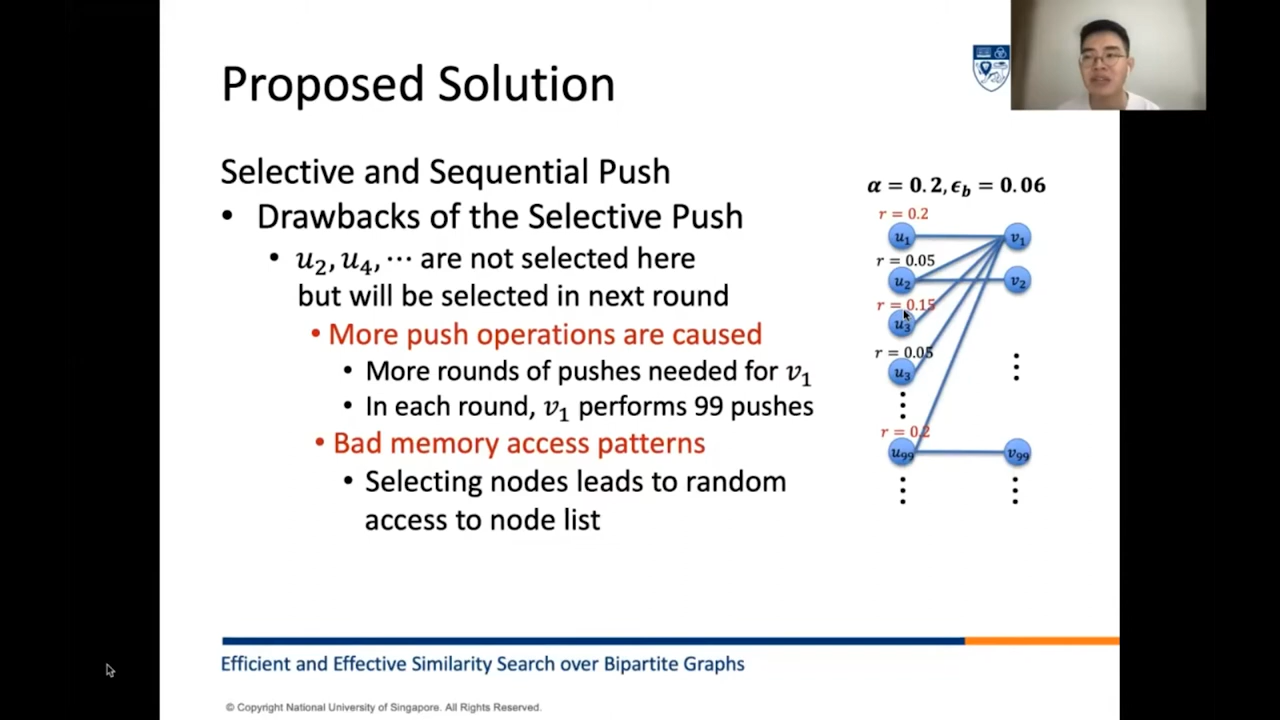 Proposed Solution
Selective and Sequential Push
• Drawbacks of the Selective Push
• u₂, u₄, ⋯ are not selected here
but will be selected in next round
• More push operations are caused
• More rounds of pushes needed for v₁
• In each round, v₁ performs 99 pushes
• Bad memory access patterns
• Selecting nodes leads to random
access to node list
α = 0.2, ϵ_b = 0.06
r = 0.2
u₁ v₁
r = 0.05
u₂ v₂
r = 0.15
u₃
r = 0.05
u₃
r = 0.2
u₉₉ v₉₉
Efficient and Effective Similarity Search over Bipartite Graphs
© Copyright National University of Singapore. All Rights Reserved.